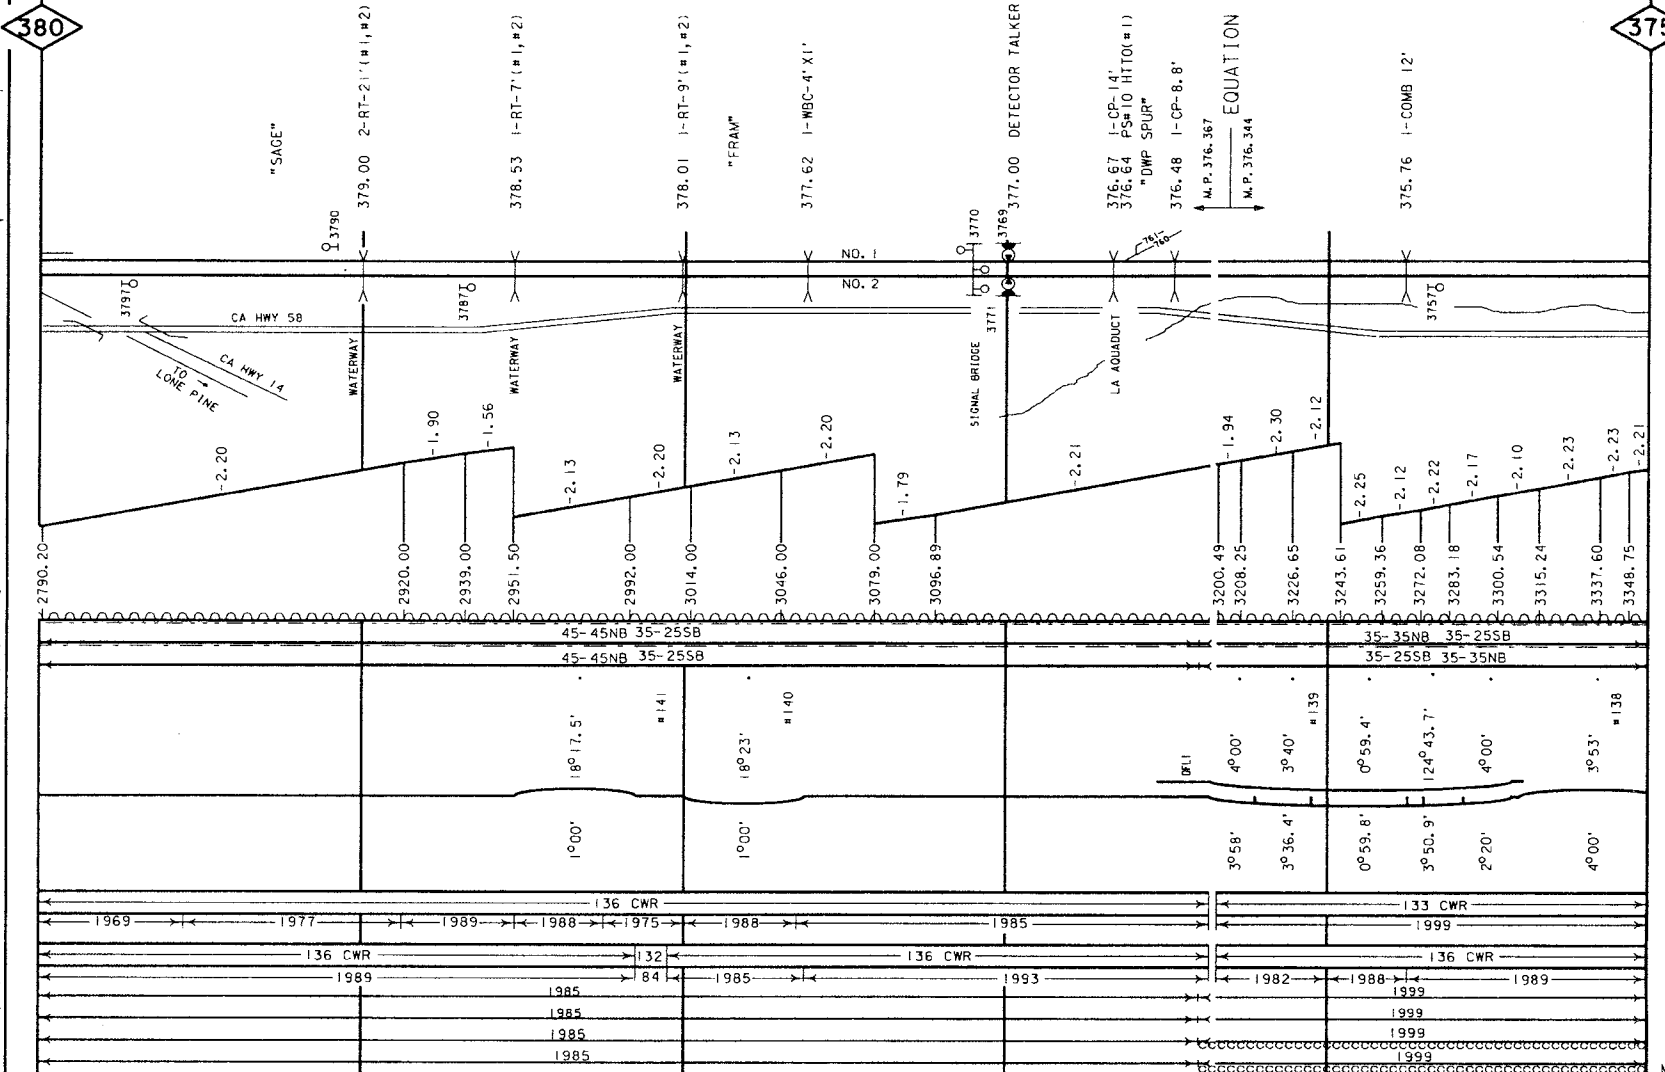 380
375
"SAGE"
379.00 2-RT-21'(#1,#2)
378.53 1-RT-7'(#1,#2)
378.01 1-RT-9'(#1,#2)
"FRAM"
377.62 1-WBC-4'X1'
377.00 DETECTOR TALKER
376.67 1-CP-14'
376.64 PS#10 HTTO(#1)
"DWP SPUR"
376.48 1-CP-8.8'
M.P.376.367
EQUATION
M.P.376.344
375.76 1-COMB 12'
3790
3770
3769
761-
760
NO. 1
NO. 2
3797
3787
3771
3757
CA HWY 58
CA HWY 14
TO →
LONE PINE
WATERWAY
WATERWAY
WATERWAY
SIGNAL BRIDGE
LA AQUADUCT
-2.20
-1.90
-1.56
-2.13
-2.20
-2.13
-2.20
-1.79
-2.21
-1.94
-2.30
-2.12
-2.25
-2.12
-2.22
-2.17
-2.10
-2.23
-2.23
-2.21
2790.20
2920.00
2939.00
2951.50
2992.00
3014.00
3046.00
3079.00
3096.89
3200.49
3208.25
3226.65
3243.61
3259.36
3272.08
3283.18
3300.54
3315.24
3337.60
3348.75
45-45NB 35-25SB
35-35NB 35-25SB
45-45NB 35-25SB
35-25SB 35-35NB
18°17.5'
#141
18°23'
#140
DFL1
4°00'
3°40'
#139
0°59.4'
124°43.7'
4°00'
3°53'
#138
1°00'
1°00'
3°58'
3°36.4'
0°59.8'
3°50.9'
2°20'
4°00'
136 CWR
133 CWR
1969 1977 1989 1988 1975 1988 1985 1999
136 CWR 132 136 CWR 136 CWR
1989 84 1985 1993 1982 1988 1989
1985 1999
1985 1999
1985 1999
1985 1999